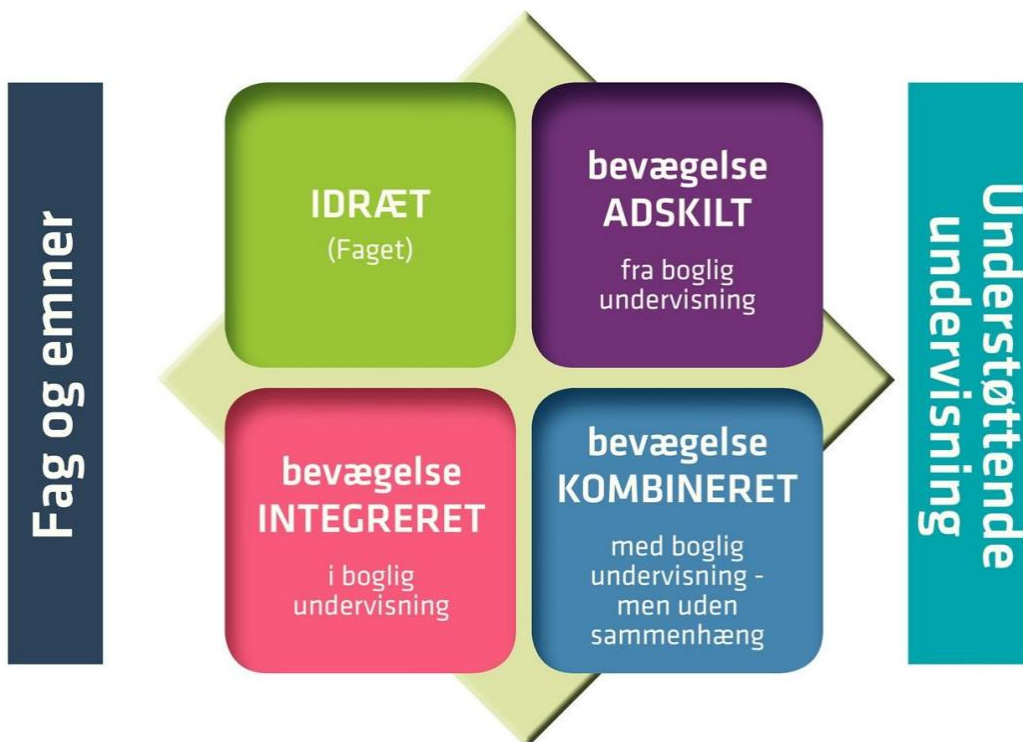 Fag og emner
IDRÆT
(Faget)
bevægelse
ADSKILT
fra boglig
undervisning
bevægelse
INTEGRERET
i boglig
undervisning
bevægelse
KOMBINERET
med boglig
undervisning -
men uden
sammenhæng
Understøttende
undervisning